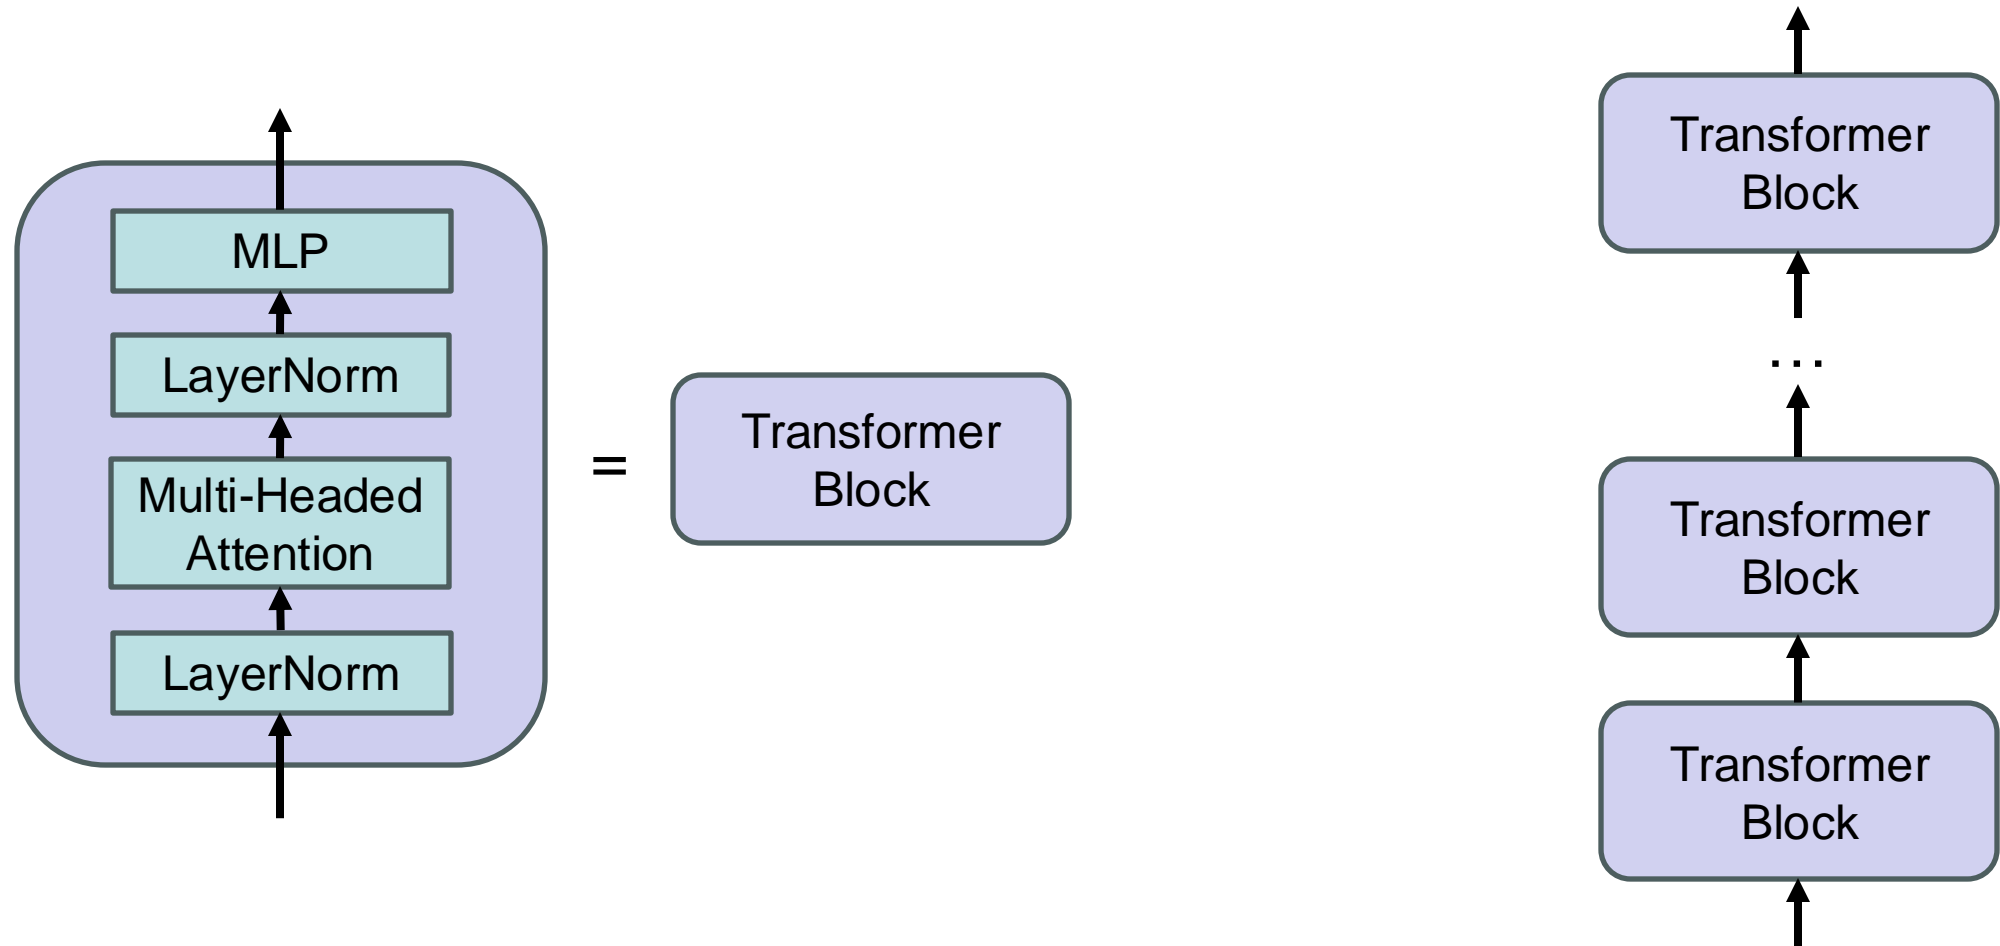 MLP
LayerNorm
Multi-Headed
Attention
LayerNorm
=
Transformer
Block
Transformer
Block
...
Transformer
Block
Transformer
Block